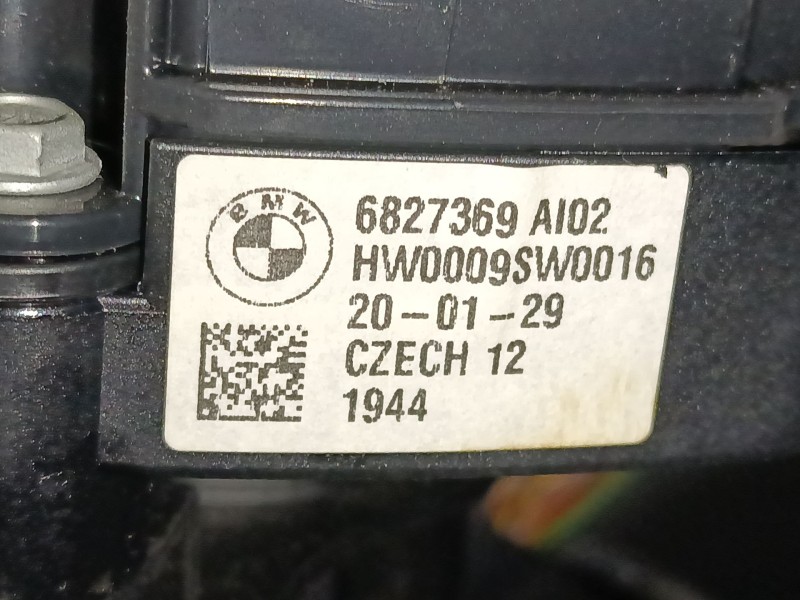 BMW
6827369 AI02
HW0009SW0016
20-01-29
CZECH 12
1944